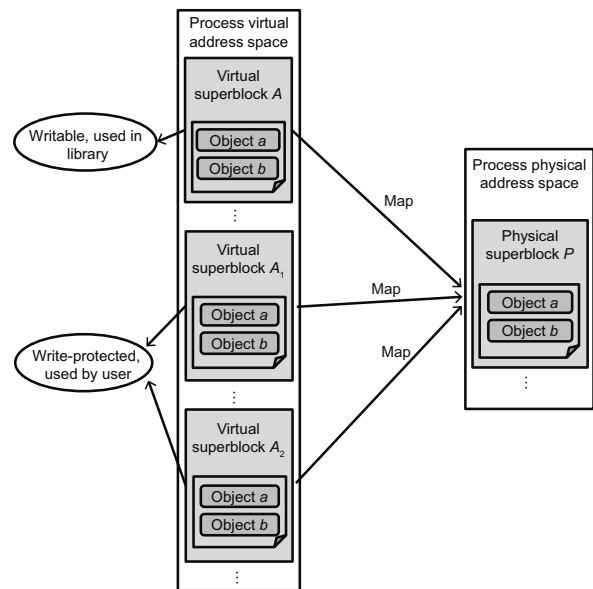 Process virtual
address space
Virtual
superblock A
Object a
Object b
⋮
Writable, used in
library
Virtual
superblock A₁
Object a
Object b
⋮
Write-protected,
used by user
Virtual
superblock A₂
Object a
Object b
⋮
Map
Map
Map
Process physical
address space
Physical
superblock P
Object a
Object b
⋮